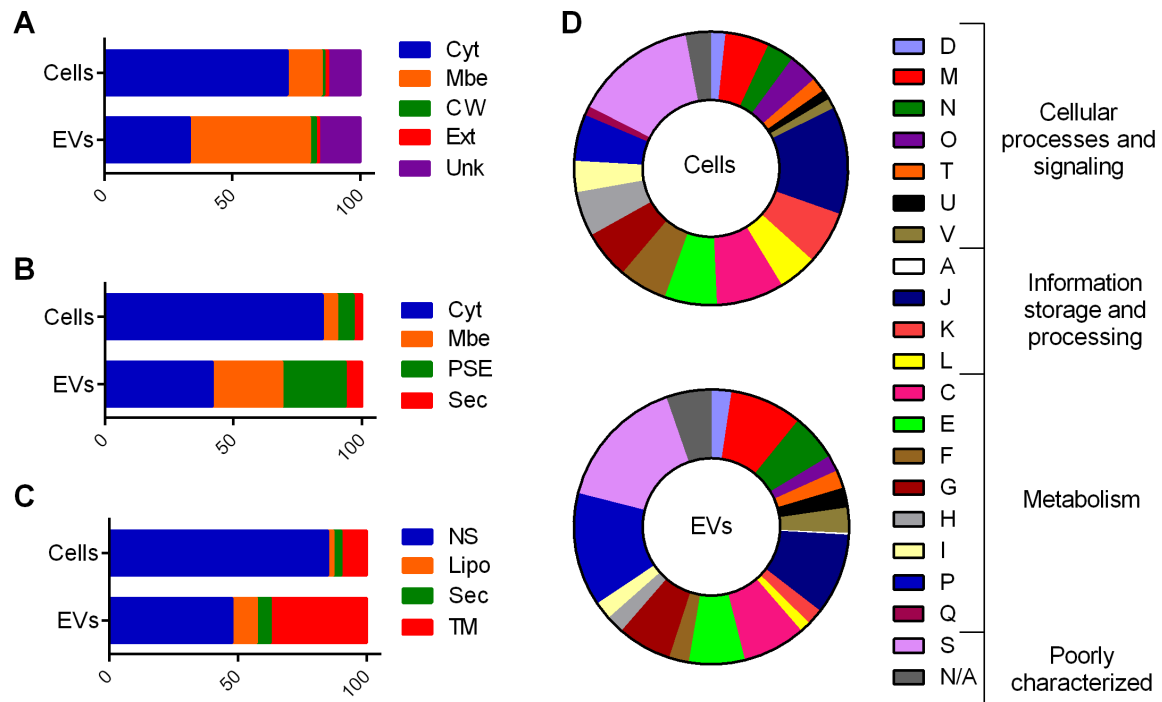 A
Cells
EVs
0
50
100
Cyt
Mbe
CW
Ext
Unk
B
Cells
EVs
0
50
100
Cyt
Mbe
PSE
Sec
C
Cells
EVs
0
50
100
NS
Lipo
Sec
TM
D
Cells
EVs
D
M
N
O
T
U
V
A
J
K
L
C
E
F
G
H
I
P
Q
S
N/A
Cellular
processes and
signaling
Information
storage and
processing
Metabolism
Poorly
characterized